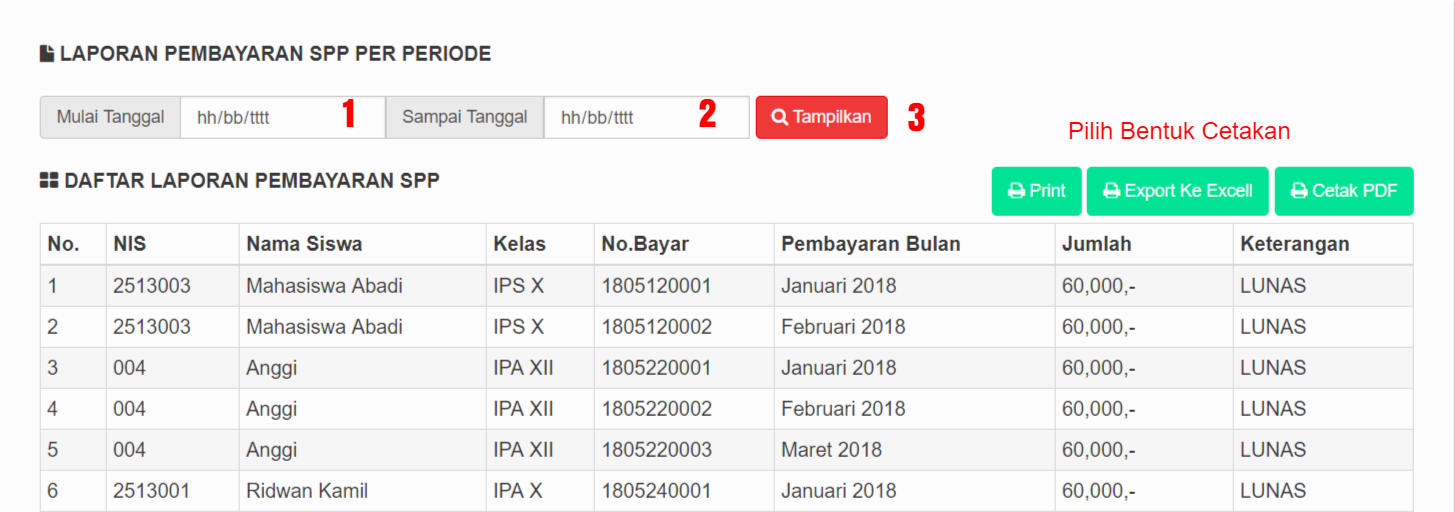 LAPORAN PEMBAYARAN SPP PER PERIODE
Mulai Tanggal hh/bb/tttt 1 Sampai Tanggal hh/bb/tttt 2 Tampilkan 3
Pilih Bentuk Cetakan
DAFTAR LAPORAN PEMBAYARAN SPP
Print Export Ke Excell Cetak PDF
No. NIS Nama Siswa Kelas No.Bayar Pembayaran Bulan Jumlah Keterangan
1 2513003 Mahasiswa Abadi IPS X 1805120001 Januari 2018 60,000,- LUNAS
2 2513003 Mahasiswa Abadi IPS X 1805120002 Februari 2018 60,000,- LUNAS
3 004 Anggi IPA XII 1805220001 Januari 2018 60,000,- LUNAS
4 004 Anggi IPA XII 1805220002 Februari 2018 60,000,- LUNAS
5 004 Anggi IPA XII 1805220003 Maret 2018 60,000,- LUNAS
6 2513001 Ridwan Kamil IPA X 1805240001 Januari 2018 60,000,- LUNAS